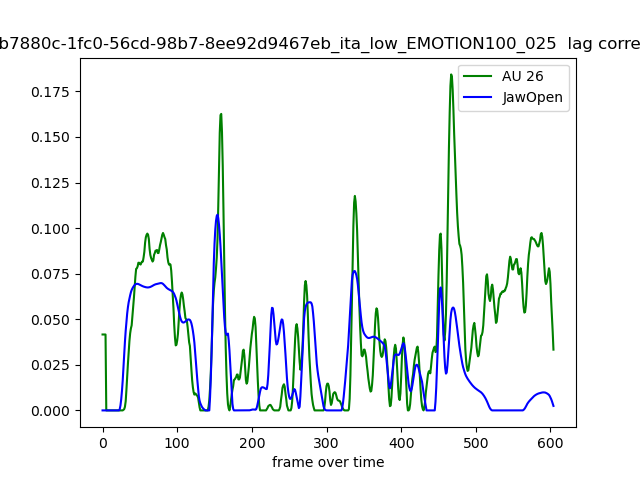 b7880c-1fc0-56cd-98b7-8ee92d9467eb_ita_low_EMOTION100_025 lag corre
AU 26
JawOpen
0.175
0.150
0.125
0.100
0.075
0.050
0.025
0.000
0 100 200 300 400 500 600
frame over time